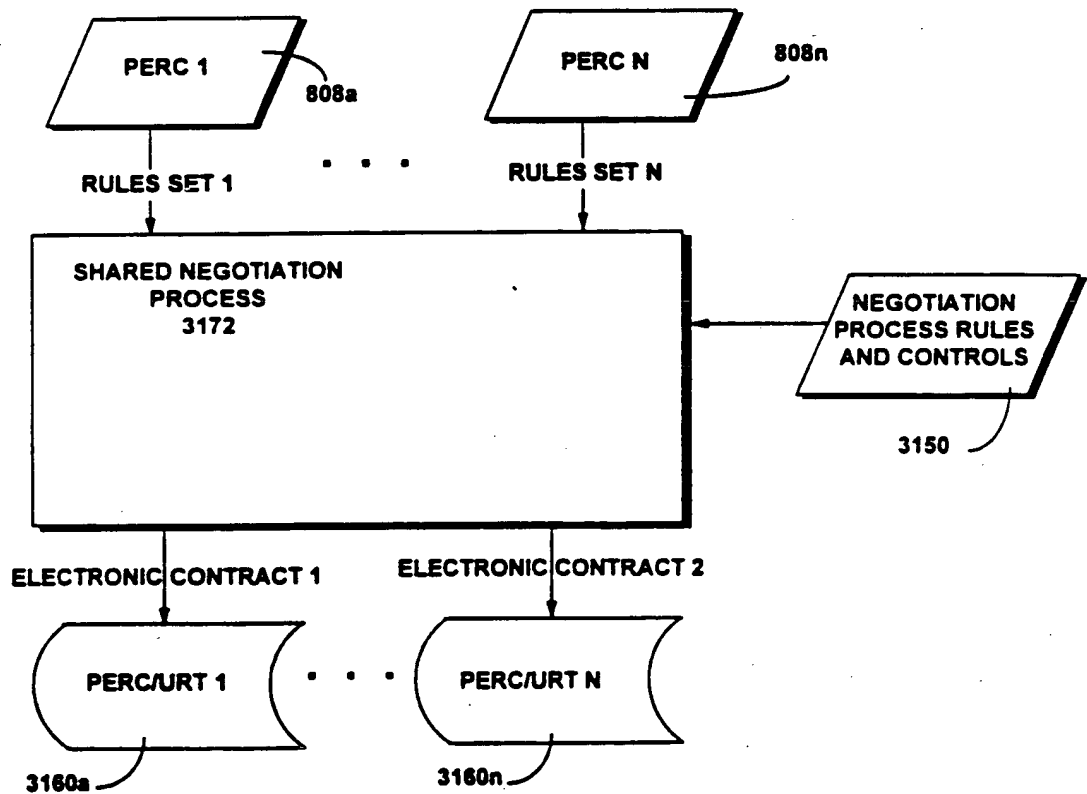 PERC 1
808a
PERC N
808n
RULES SET 1
RULES SET N
SHARED NEGOTIATION
PROCESS
3172
NEGOTIATION
PROCESS RULES
AND CONTROLS
3150
ELECTRONIC CONTRACT 1
ELECTRONIC CONTRACT 2
PERC/URT 1
PERC/URT N
3160a
3160n